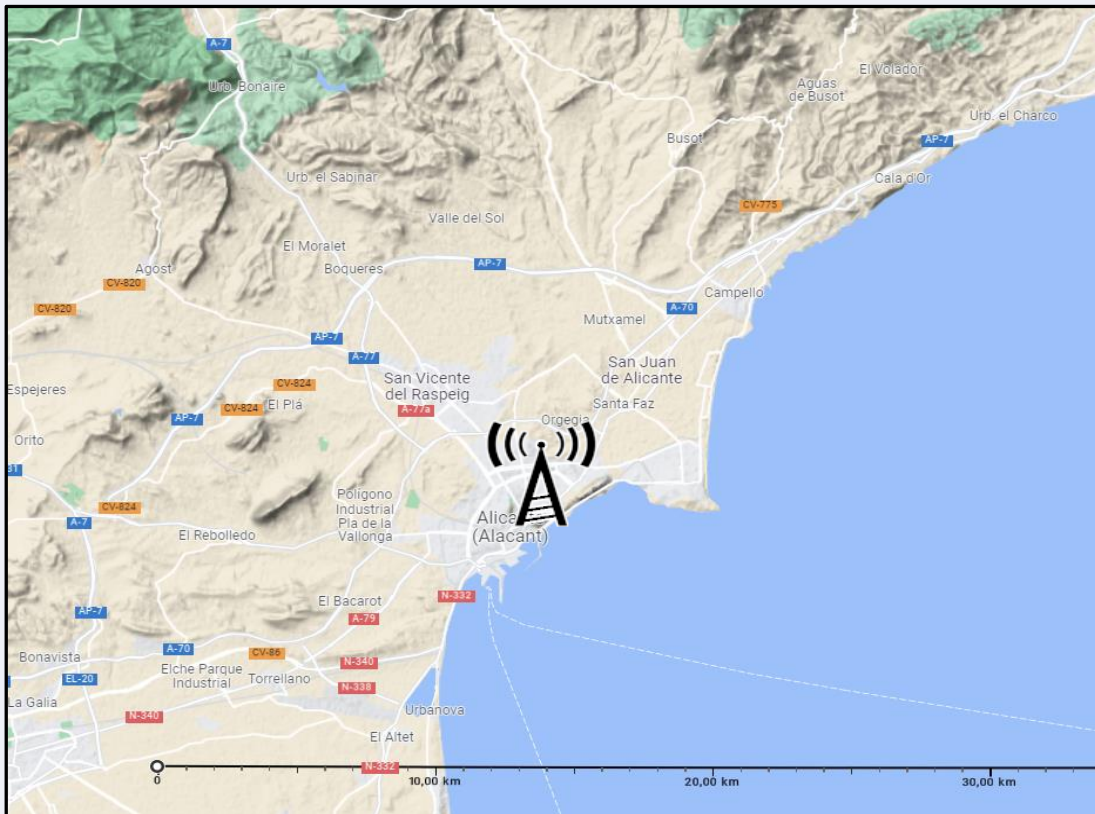 A-7
Urb. Bonaire
El Volador
Aguas
de Busot
Urb. el Charco
Busot
AP-7
Urb. el Sabinar
Cala d'Or
CV-775
Valle del Sol
El Moralet
Agost
Boqueres
AP-7
CV-820
CV-820
Campello
A-70
Mutxamel
AP-7
A-77
San Juan
de Alicante
San Vicente
del Raspeig
CV-824
Espejeres
El Plá
CV-824
A-77a
Santa Faz
AP-7
Orgegia
Orito
CV-824
A-7
Polígono
Industrial
Pla de la
Vallonga
El Rebolledo
(Alacant)
El Bacarot
N-332
AP-7
A-79
A-70
CV-86
Bonavista
Elche Parque
Industrial
Torrellano
N-340
EL-20
N-338
La Galia
Urbanova
N-340
El Altet
N-332
0
10,00 km
20,00 km
30,00 km